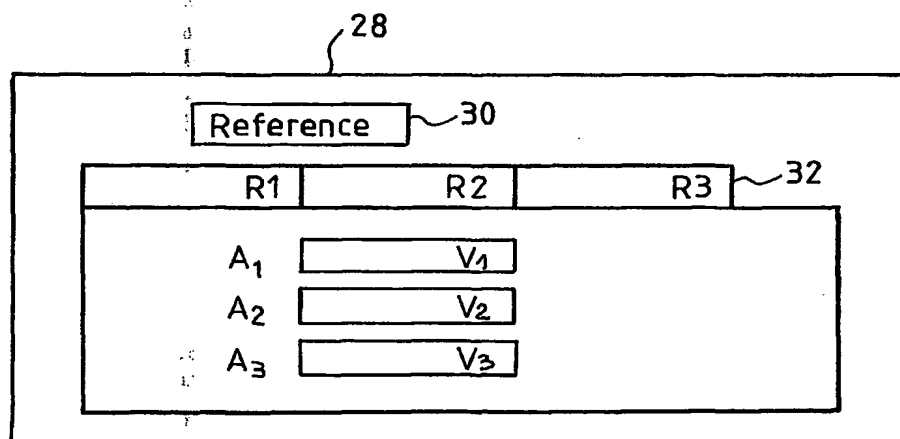 28
Reference 30
R1 R2 R3 32
A₁ V₁
A₂ V₂
A₃ V₃